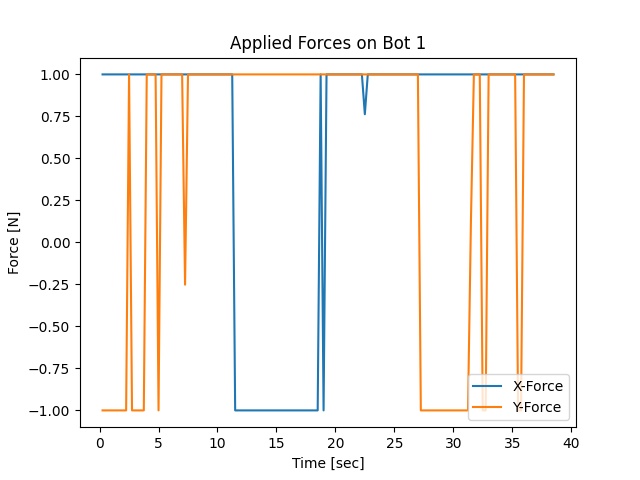 Applied Forces on Bot 1
1.00
0.75
0.50
0.25
0.00
−0.25
−0.50
−0.75
−1.00
Force [N]
X-Force
Y-Force
0 5 10 15 20 25 30 35 40
Time [sec]